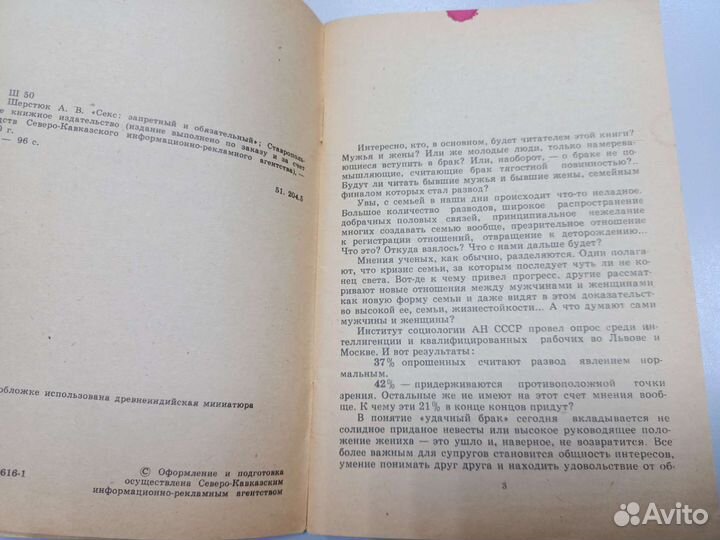 Ш 50
Шерстюк А. В. «Секс: запретный и обязательный»; Ставрополь-
е книжное издательство (издание выполнено по заказу и за счет
дств Северо-Кавказского информационно-рекламного агентства), —
0 г.
— 96 с.
51. 204.5
обложке использована древнеиндийская миниатюра
616-1
© Оформление и подготовка
осуществлена Северо-Кавказским
информационно-рекламным агентством
Интересно, кто, в основном, будет читателем этой книги?
Мужья и жены? Или же молодые люди, только намерева-
ющиеся вступить в брак? Или, наоборот, — о браке не по-
мышляющие, считающие брак тягостной повинностью?..
Будут ли читать бывшие мужья и бывшие жены, семейным
финалом которых стал развод?
Увы, с семьей в наши дни происходит что-то неладное.
Большое количество разводов, широкое распространение
добрачных половых связей, принципиальное нежелание
многих создавать семью вообще, презрительное отношение
к регистрации отношений, отвращение к деторождению...
Что это? Откуда взялось? Что с нами дальше будет?
Мнения ученых, как обычно, разделяются. Одни полага-
ют, что кризис семьи, за которым последует чуть ли не ко-
нец света. Вот-де к чему привел прогресс, другие рассмат-
ривают новые отношения между мужчинами и женщинами
как новую форму семьи и даже видят в этом доказательст-
во высокой ее, семьи, жизнестойкости... А что думают сами
мужчины и женщины?
Институт социологии АН СССР провел опрос среди ин-
теллигенции и квалифицированных рабочих во Львове и
Москве. И вот результаты:
37% опрошенных считают развод явлением нор-
мальным.
42% — придерживаются противоположной точки
зрения. Остальные же не имеют на этот счет мнения вооб-
ще. К чему эти 21% в конце концов придут?
В понятие «удачный брак» сегодня вкладывается не
солидное приданое невесты или высокое руководящее по-
ложение жениха — это ушло и, наверное, не возвратится. Все
более важным для супругов становится общность интересов,
умение понимать друг друга и находить удовольствие от об-
3
Avito